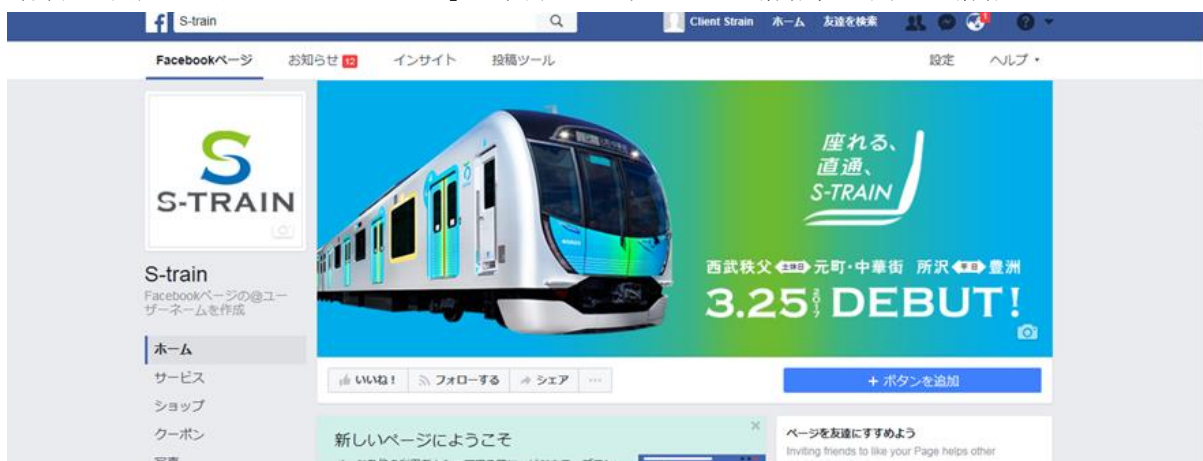 S-train
Client Strain ホーム 友達を検索
1
Facebookページ お知らせ 12 インサイト 投稿ツール 設定 ヘルプ
S-TRAIN
座れる、
直通、
S-TRAIN
西武秩父 土休日 元町・中華街 所沢 平日 豊洲
3.25 2017 DEBUT!
S-train
Facebookページの@ユー
ザーネームを作成
ホーム
サービス
ショップ
クーポン
いいね! フォローする シェア ...
+ ボタンを追加
新しいページにようこそ
ページを友達にすすめよう
Inviting friends to like your Page helps other